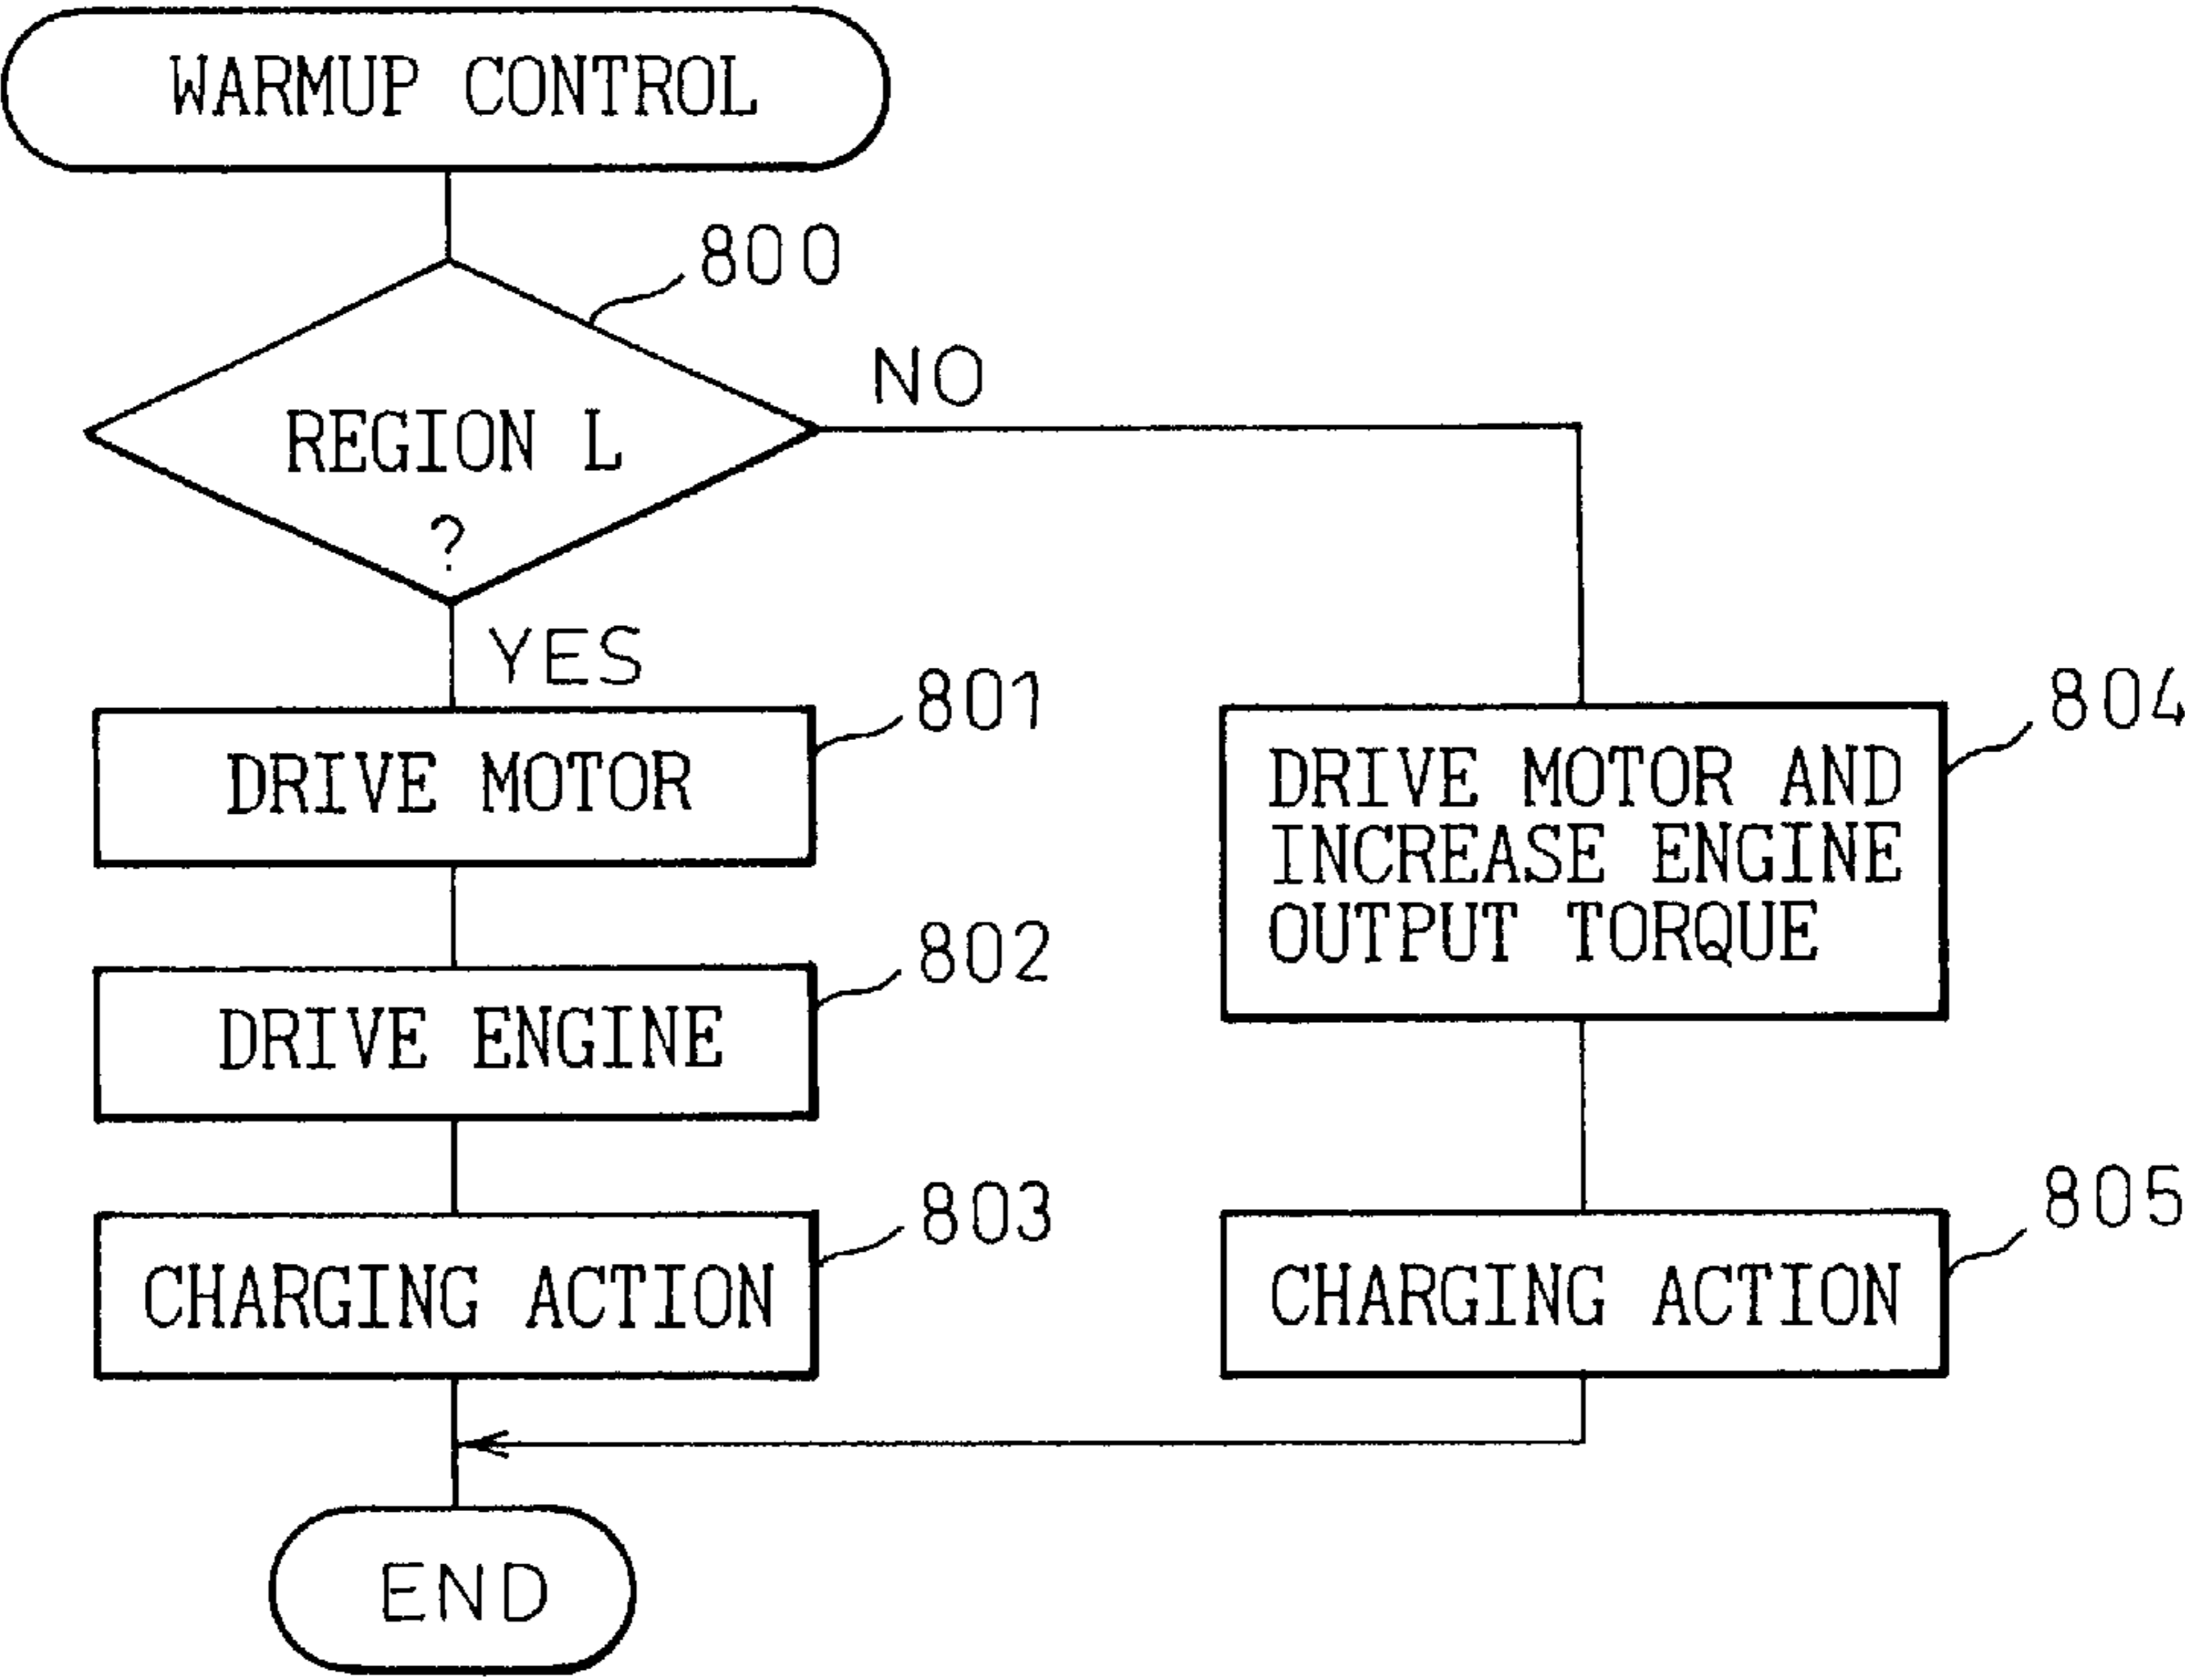 WARMUP CONTROL
800
REGION L
?
NO
YES
801
DRIVE MOTOR
802
DRIVE ENGINE
803
CHARGING ACTION
804
DRIVE MOTOR AND
INCREASE ENGINE
OUTPUT TORQUE
805
CHARGING ACTION
END